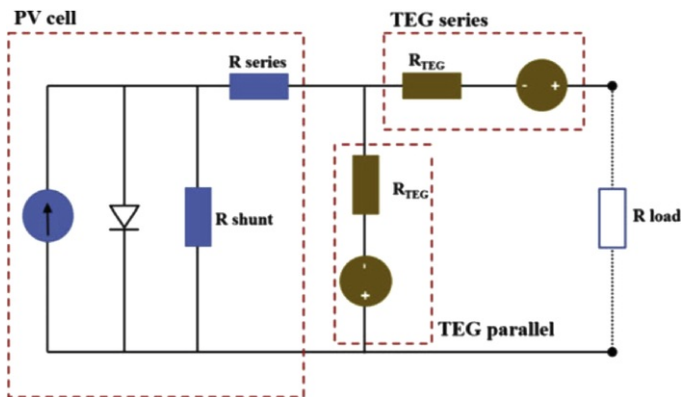 PV cell
TEG series
R series
RTEG
- +
RTEG
R shunt
R load
-
+
TEG parallel